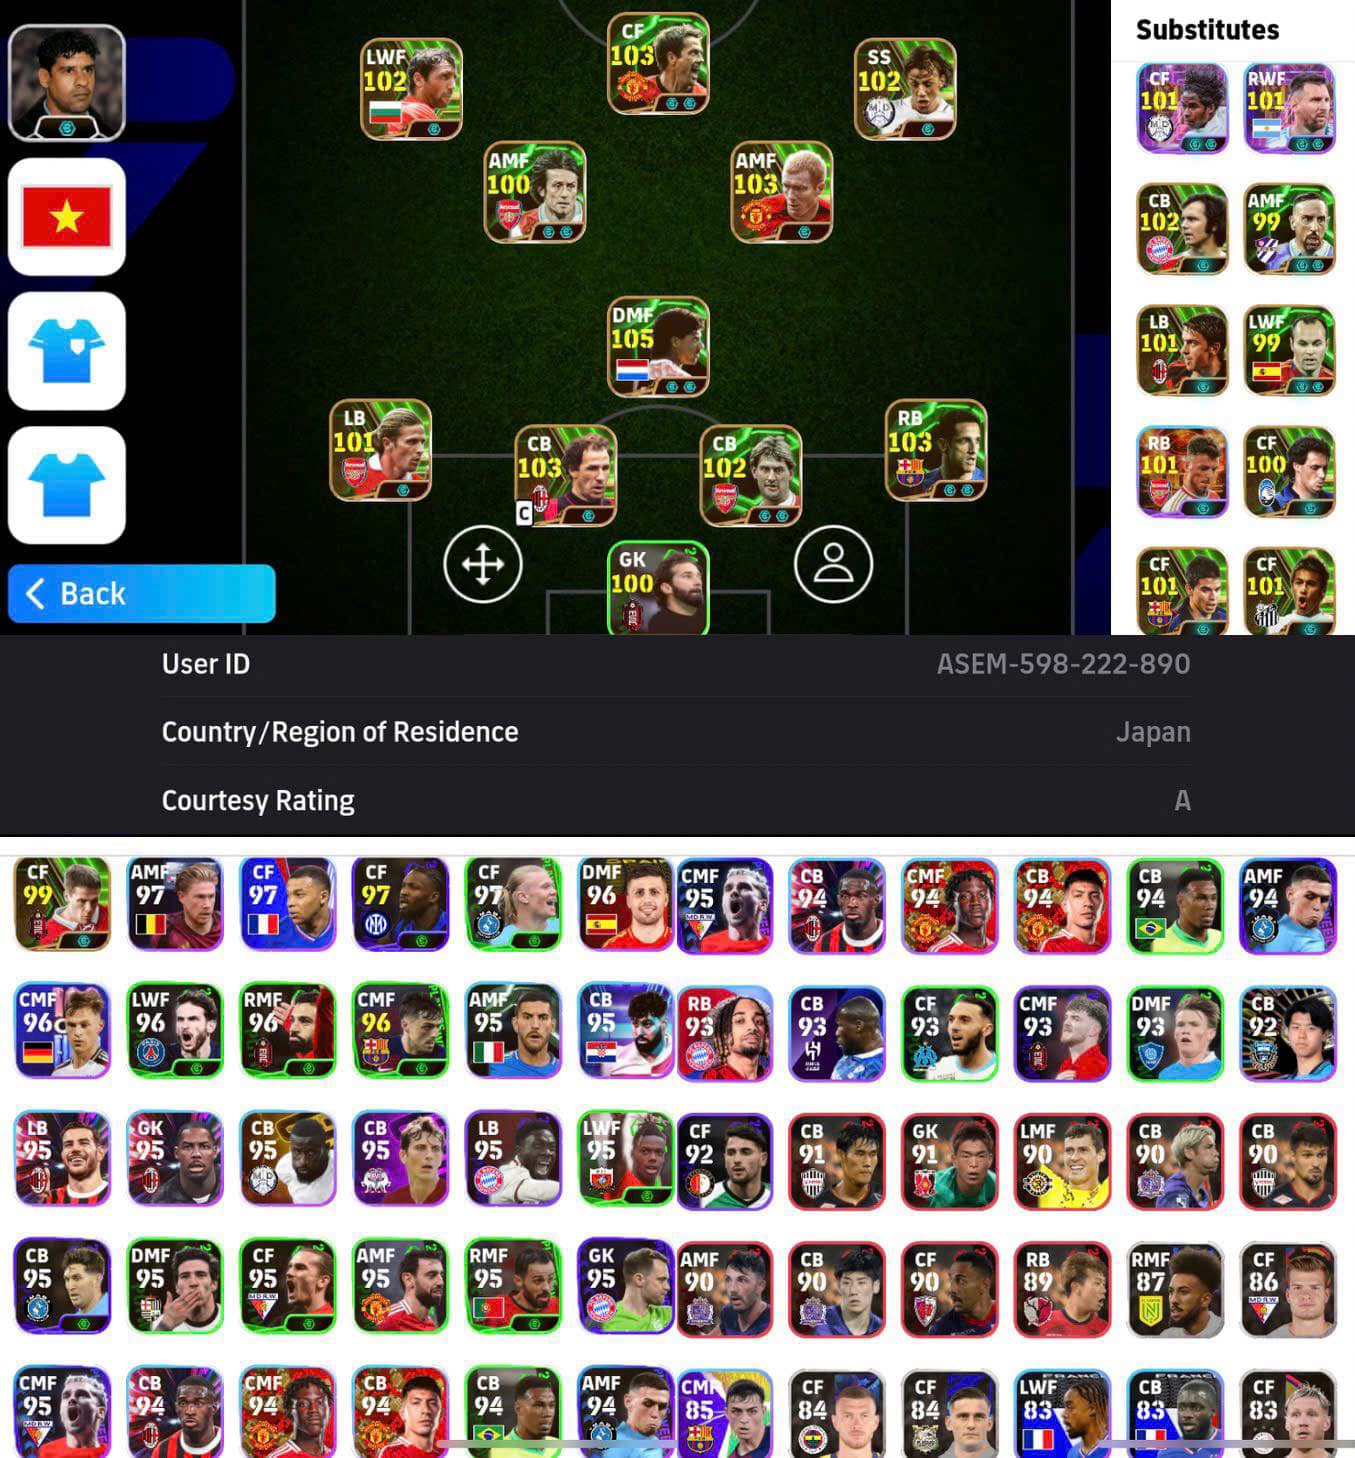 Substitutes
LWF
102
CF
103
SS
102
CF
101
RWF
101
AMF
100
AMF
103
CB
102
AMF
99
DMF
105
LB
101
LWF
99
LB
101
CB
103
C
CB
102
RB
103
RB
101
CF
100
GK
100
CF
101
CF
101
Back
User ID ASEM-598-222-890
Country/Region of Residence Japan
Courtesy Rating A
CF AMF CF CF CF DMF CMF CB CMF CB CB AMF
99 97 97 97 97 96 95 94 94 94 94 94
CMF LWF RMF CMF AMF CB RB CB CF CMF DMF CB
96 96 96 96 95 95 93 93 93 93 93 92
LB GK CB CB LB LWF CF CB GK LMF CB CB
95 95 95 95 95 95 92 91 91 90 90 90
CB DMF CF AMF RMF GK AMF CB CF RB RMF CF
95 95 95 95 95 95 90 90 90 89 87 86
CMF CB CMF CB CB AMF CMF CF CF LWF CB CF
95 94 94 94 94 94 85 84 84 83 83 83